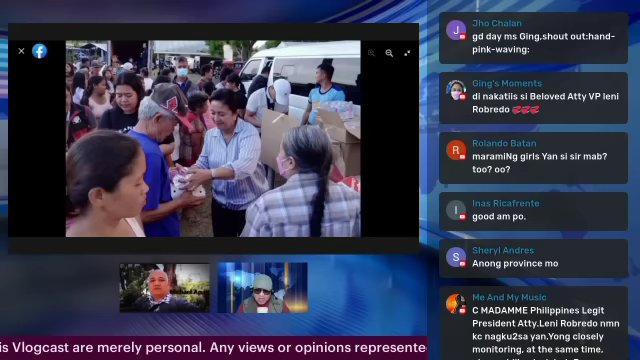 Jho Chalan
gd day ms Ging,shout out:hand-
pink-waving:
Ging's Moments
di nakatiis si Beloved Atty VP leni
Robredo 💤💤💤
Rolando Batan
maramiNg girls Yan si sir mab?
too? oo?
Inas Ricafrente
good am po.
Sheryl Andres
Anong province mo
Me And My Music
C MADAMME Philippines Legit
President Atty.Leni Robredo nmn
kc nagku2sa yan.Yong closely
monitoring, at the same time,
is Vlogcast are merely personal. Any views or opinions represente